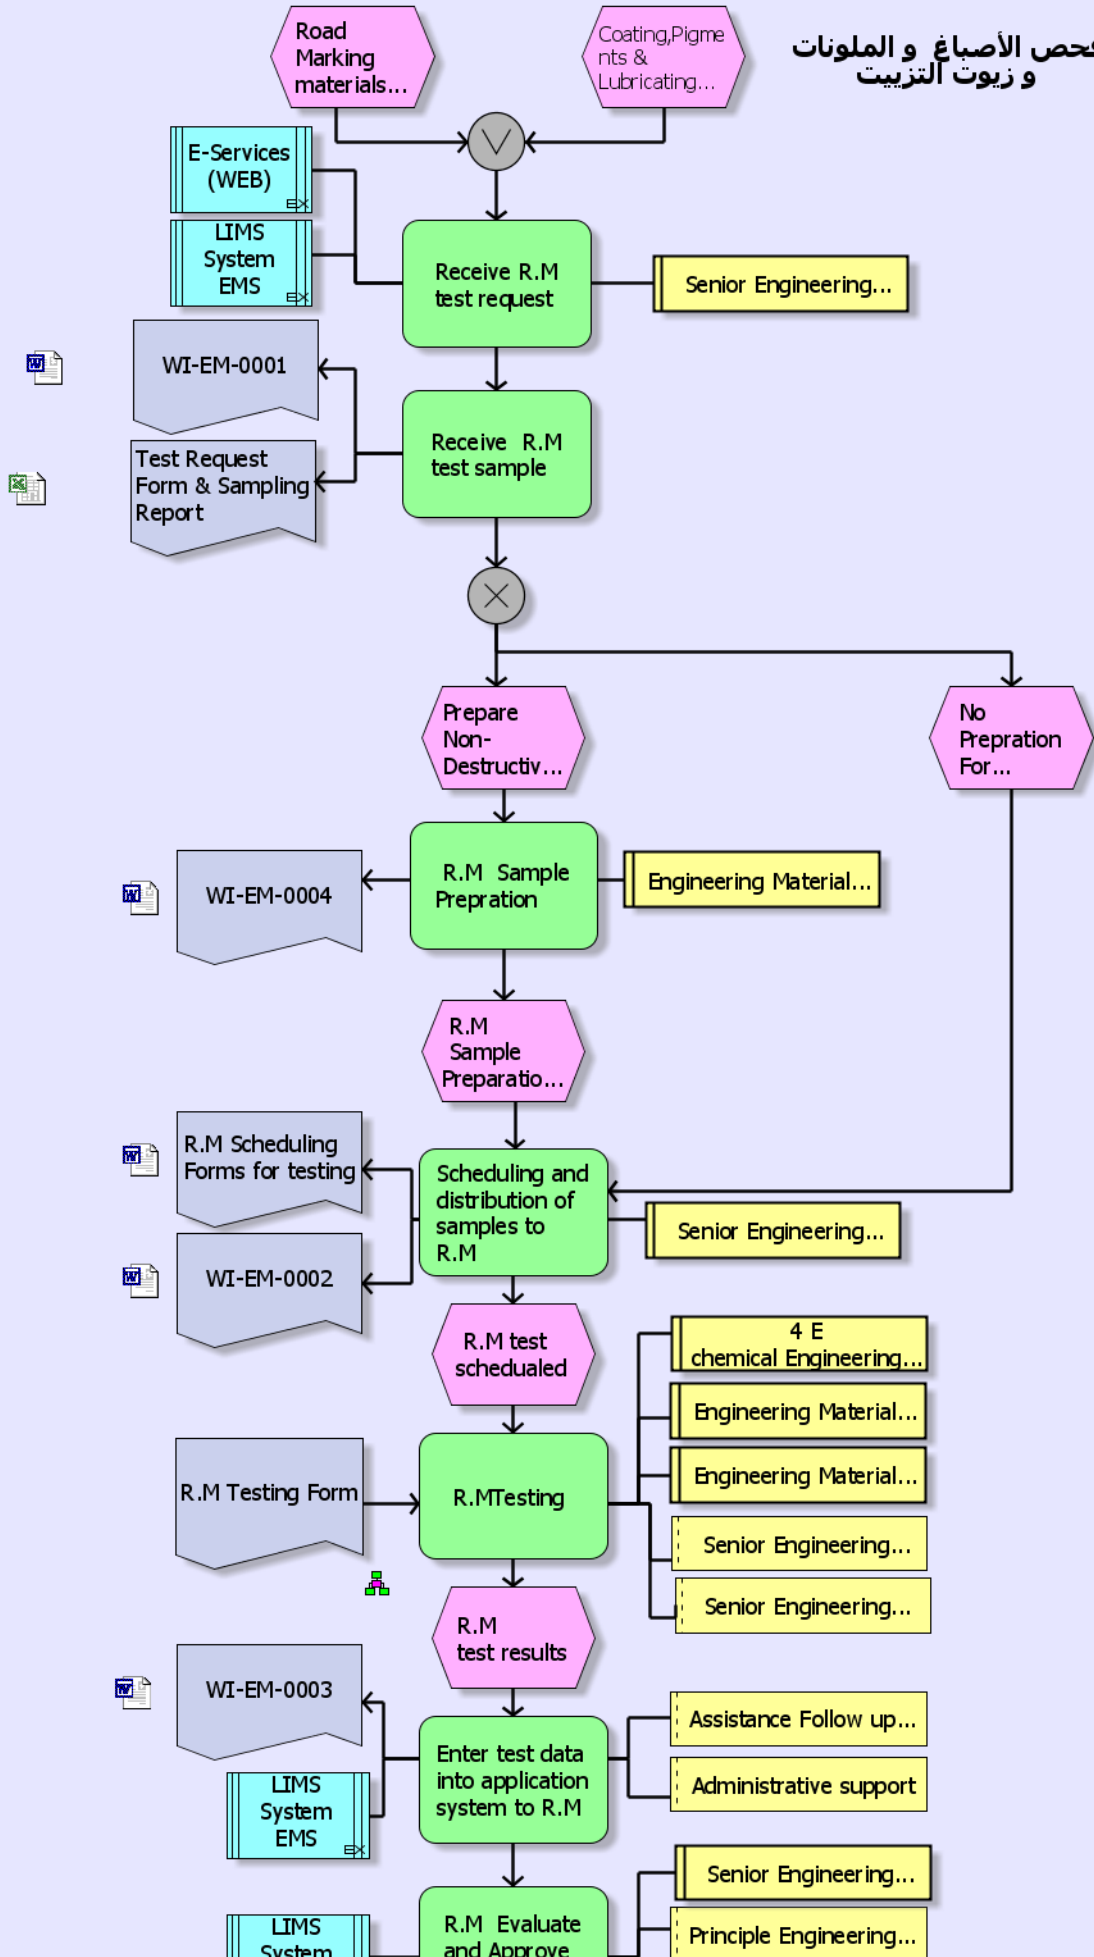 Road
Marking
materials...
Coating,Pigme
nts &
Lubricating...
فحص الأصباغ و الملونات
و زيوت التزييت
E-Services
(WEB)
LIMS
System
EMS
Receive R.M
test request
Senior Engineering...
WI-EM-0001
Receive R.M
test sample
Test Request
Form & Sampling
Report
Prepare
Non-
Destructiv...
No
Prepration
For...
R.M Sample
Prepration
WI-EM-0004
Engineering Material...
R.M
Sample
Preparatio...
R.M Scheduling
Forms for testing
Scheduling and
distribution of
samples to
R.M
Senior Engineering...
WI-EM-0002
R.M test
schedualed
4 E
chemical Engineering...
Engineering Material...
Engineering Material...
R.M Testing Form
R.MTesting
Senior Engineering...
Senior Engineering...
R.M
test results
WI-EM-0003
Enter test data
into application
system to R.M
Assistance Follow up...
Administrative support
LIMS
System
EMS
Senior Engineering...
R.M Evaluate
and Approve
Principle Engineering...
LIMS
System